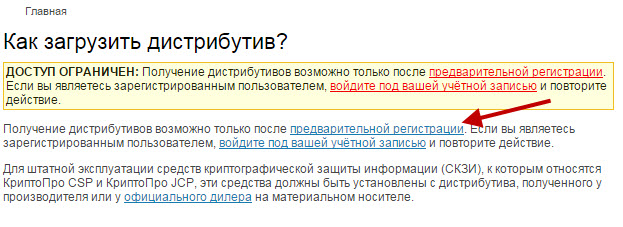 Главная
Как загрузить дистрибутив?
ДОСТУП ОГРАНИЧЕН: Получение дистрибутивов возможно только после предварительной регистрации.
Если вы являетесь зарегистрированным пользователем, войдите под вашей учётной записью и повторите
действие.
Получение дистрибутивов возможно только после предварительной регистрации. Если вы являетесь
зарегистрированным пользователем, войдите под вашей учётной записью и повторите действие.
Для штатной эксплуатации средств криптографической защиты информации (СКЗИ), к которым относятся
КриптоПро CSP и КриптоПро JCP, эти средства должны быть установлены с дистрибутива, полученного у
производителя или у официального дилера на материальном носителе.